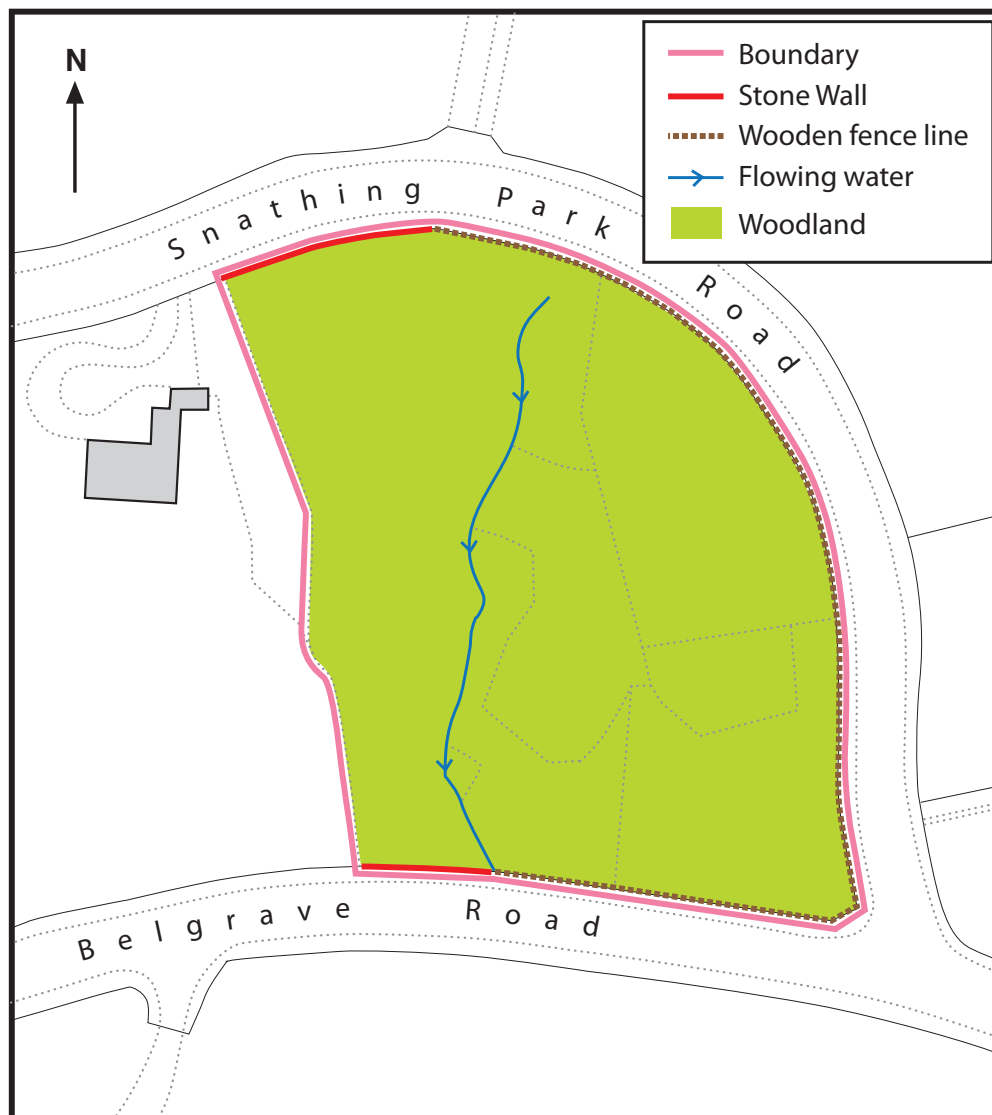 N
Boundary
Stone Wall
Wooden fence line
Flowing water
Woodland
Snathing Park Road
Belgrave Road